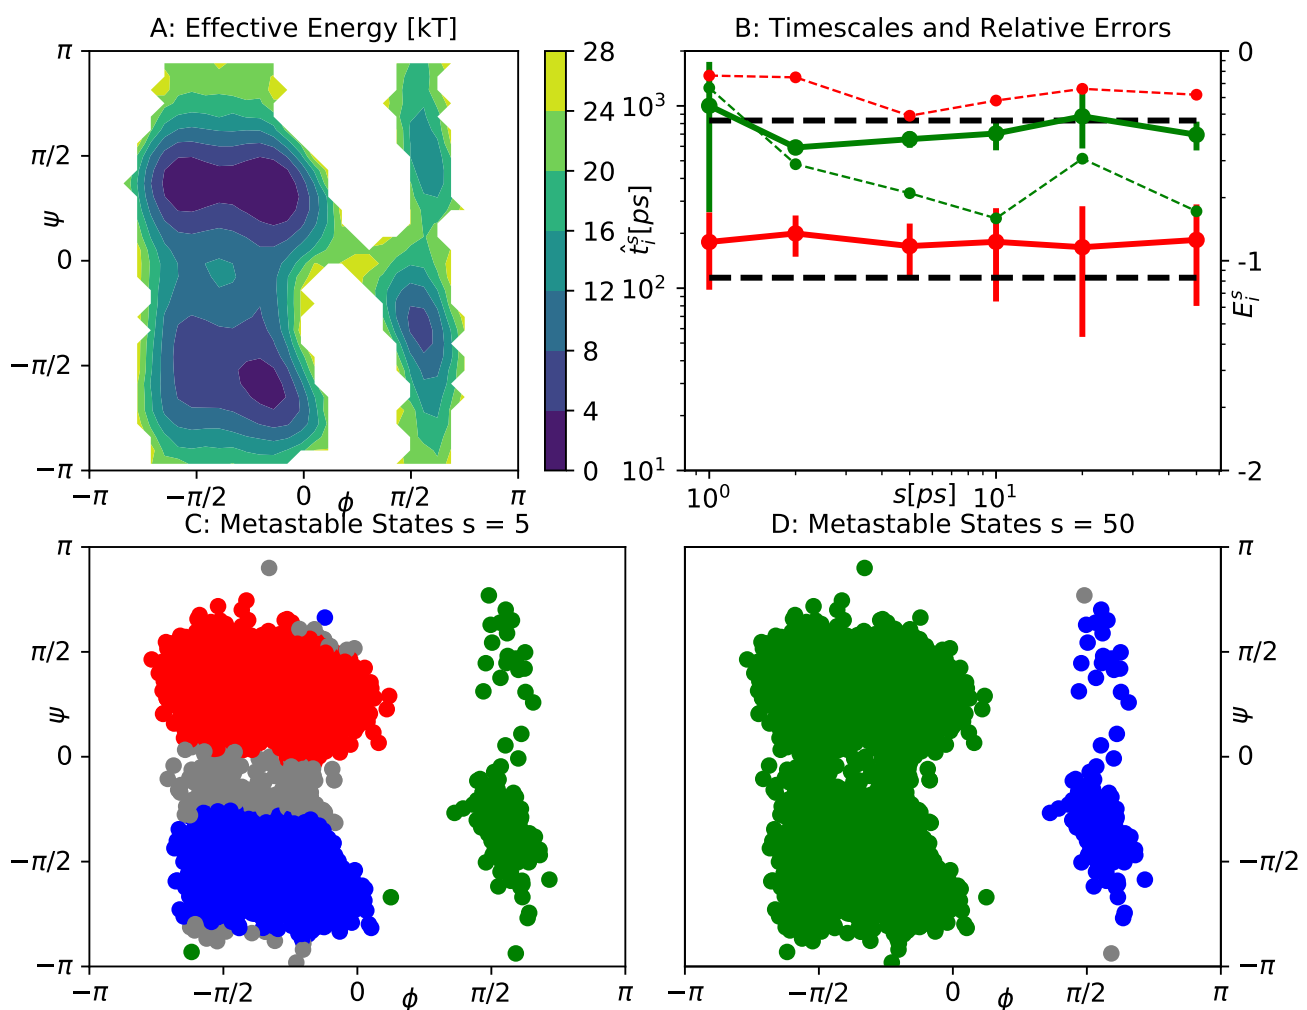 A: Effective Energy [kT]
π
π/2
0
−π/2
−π
ψ
−π
−π/2
0
π/2
π
ϕ
28
24
20
16
12
8
4
0
B: Timescales and Relative Errors
10³
10²
10¹
t̂ᵢˢ[ps]
10⁰
10¹
s[ps]
0
-1
-2
Eᵢˢ
C: Metastable States s = 5
π
π/2
0
−π/2
−π
ψ
−π
−π/2
0
π/2
π
ϕ
D: Metastable States s = 50
π
π/2
0
−π/2
−π
ψ
−π
−π/2
0
π/2
π
ϕ